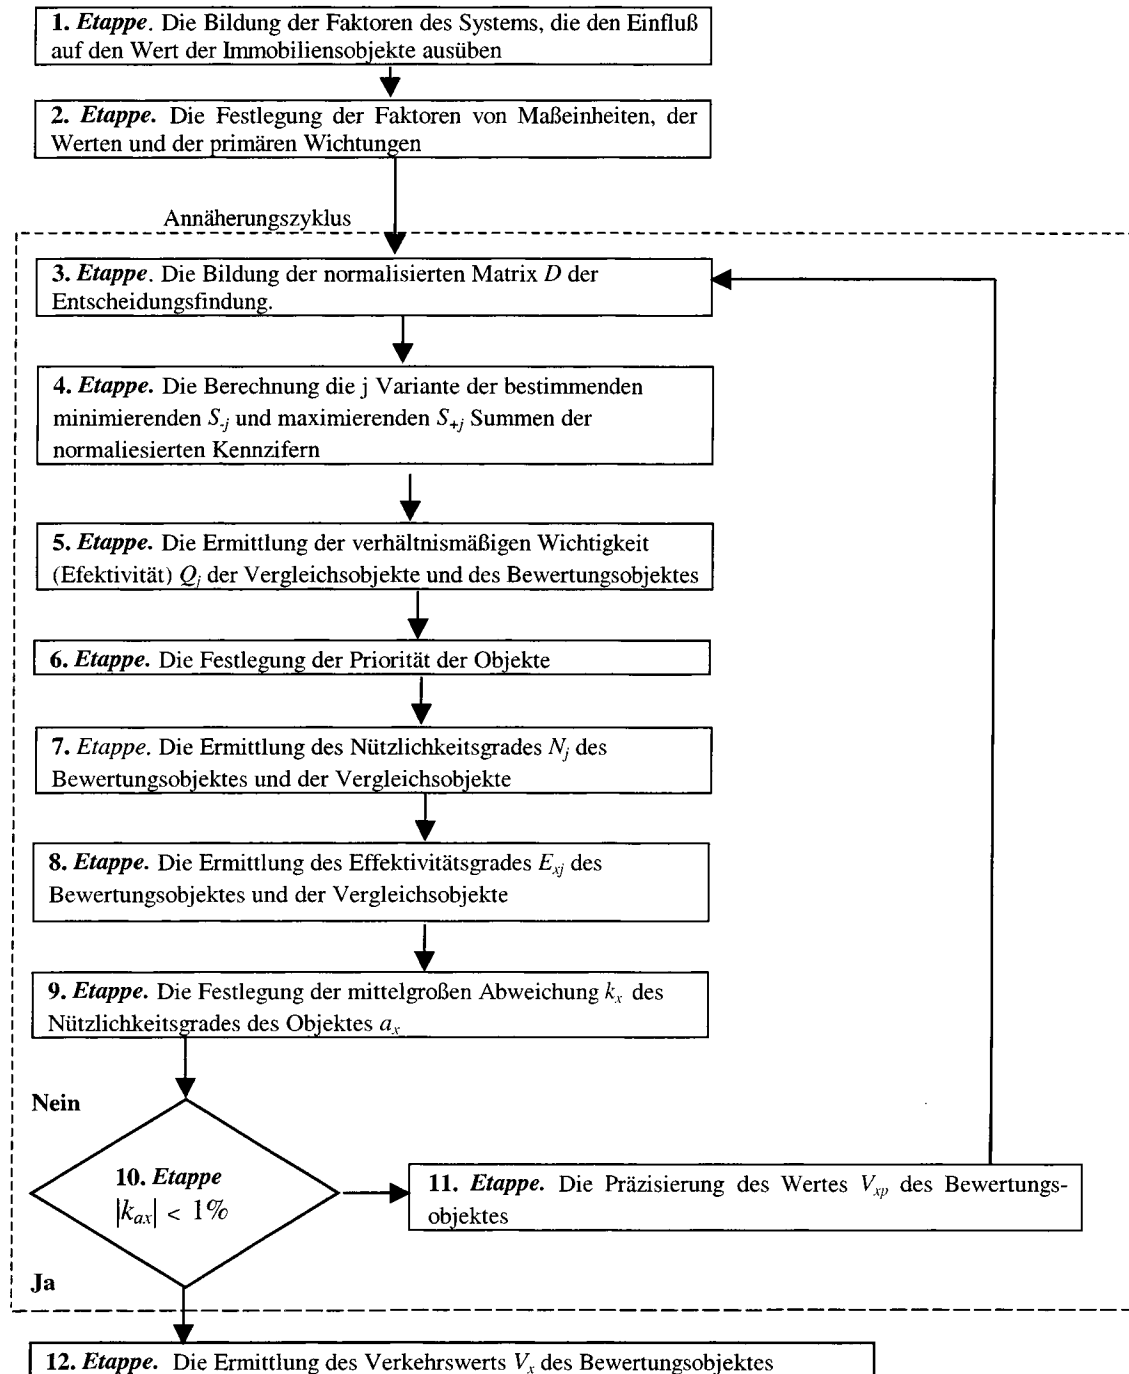 1. Etappe. Die Bildung der Faktoren des Systems, die den Einfluß
auf den Wert der Immobiliensobjekte ausüben
2. Etappe. Die Festlegung der Faktoren von Maßeinheiten, der
Werten und der primären Wichtungen
Annäherungszyklus
3. Etappe. Die Bildung der normalisierten Matrix D der
Entscheidungsfindung.
4. Etappe. Die Berechnung die j Variante der bestimmenden
minimierenden S-j und maximierenden S+j Summen der
normaliesierten Kennzifern
5. Etappe. Die Ermittlung der verhältnismäßigen Wichtigkeit
(Efektivität) Qj der Vergleichsobjekte und des Bewertungsobjektes
6. Etappe. Die Festlegung der Priorität der Objekte
7. Etappe. Die Ermittlung des Nützlichkeitsgrades Nj des
Bewertungsobjektes und der Vergleichsobjekte
8. Etappe. Die Ermittlung des Effektivitätsgrades Exj des
Bewertungsobjektes und der Vergleichsobjekte
9. Etappe. Die Festlegung der mittelgroßen Abweichung kx des
Nützlichkeitsgrades des Objektes ax
Nein
10. Etappe
|kax| < 1%
11. Etappe. Die Präzisierung des Wertes Vxp des Bewertungs-
objektes
Ja
12. Etappe. Die Ermittlung des Verkehrswerts Vx des Bewertungsobjektes